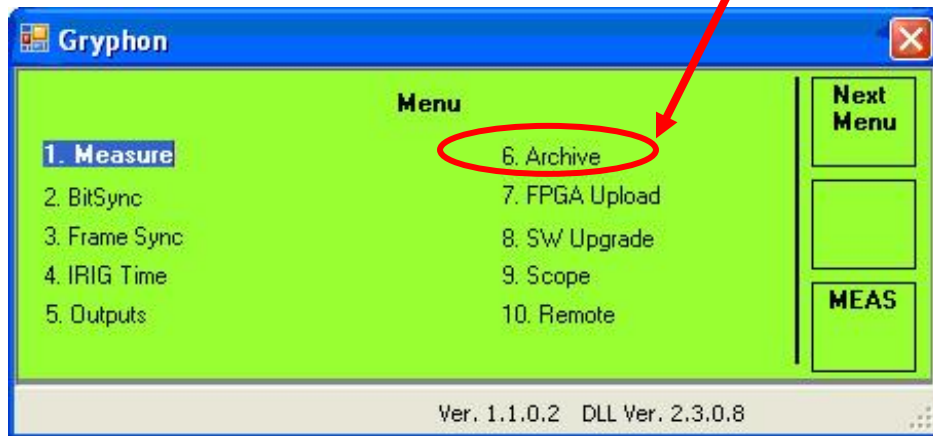 Gryphon
Menu
1. Measure
2. BitSync
3. Frame Sync
4. IRIG Time
5. Outputs
6. Archive
7. FPGA Upload
8. SW Upgrade
9. Scope
10. Remote
Next
Menu
MEAS
Ver. 1.1.0.2 DLL Ver. 2.3.0.8